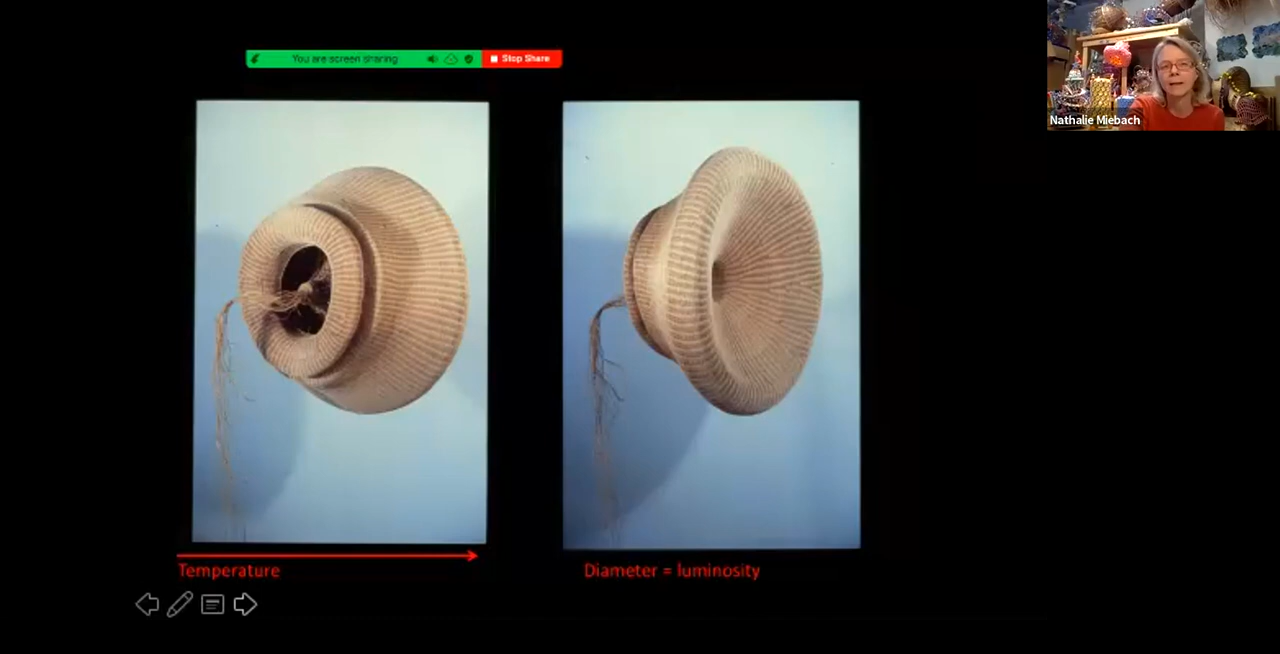 You are screen sharing
Stop Share
Nathalie Miebach
Temperature
Diameter = luminosity